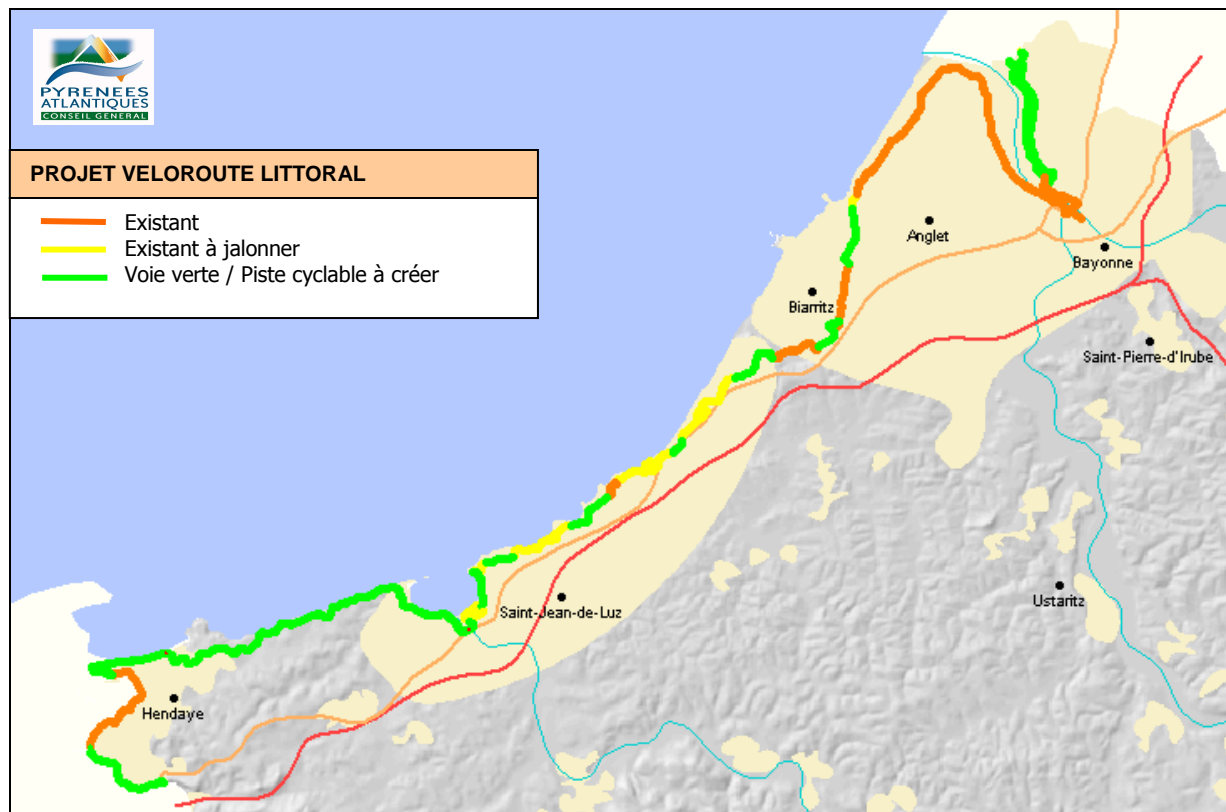 PYRENEES
ATLANTIQUES
CONSEIL GENERAL
PROJET VELOROUTE LITTORAL
Existant
Existant à jalonner
Voie verte / Piste cyclable à créer
Anglet
Bayonne
Biarritz
Saint-Pierre-d'Irube
Ustaritz
Saint-Jean-de-Luz
Hendaye